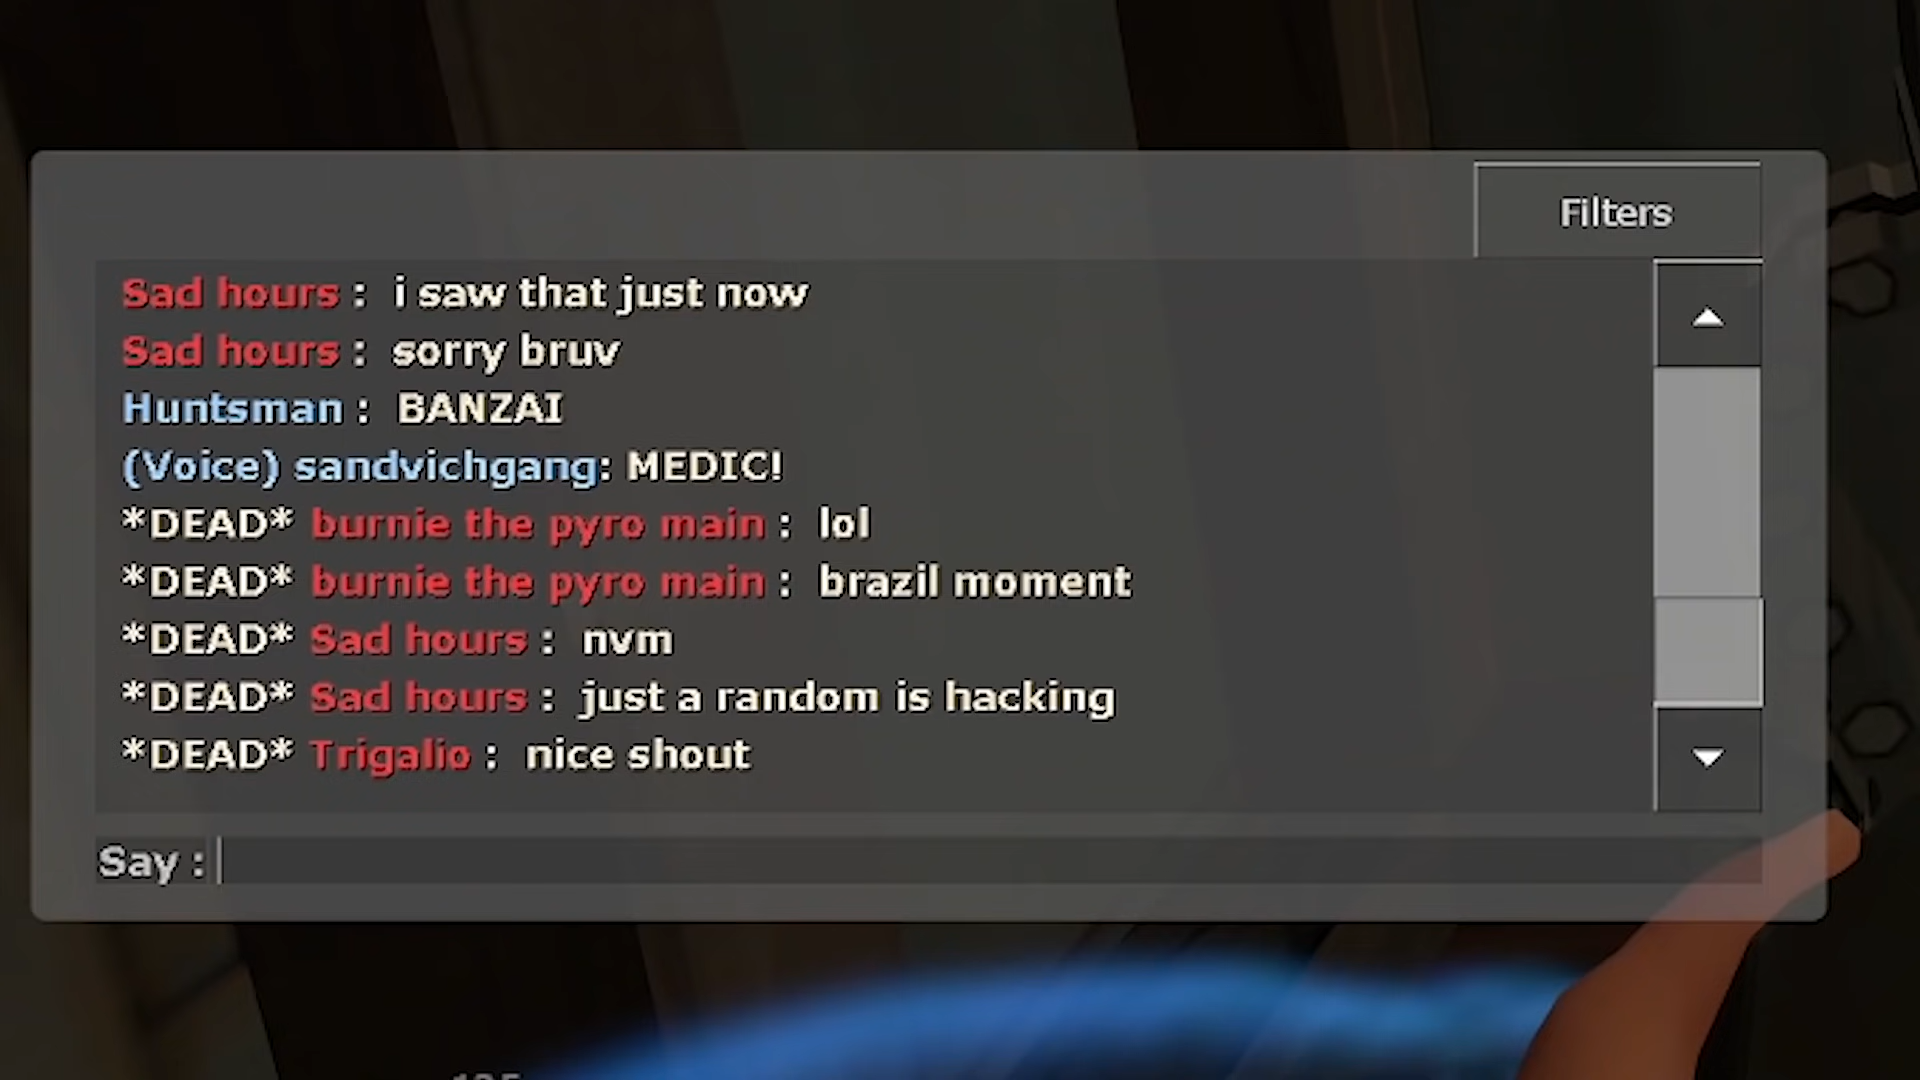 Filters
Sad hours :  i saw that just now
Sad hours :  sorry bruv
Huntsman :  BANZAI
(Voice) sandvichgang: MEDIC!
*DEAD* burnie the pyro main :  lol
*DEAD* burnie the pyro main :  brazil moment
*DEAD* Sad hours :  nvm
*DEAD* Sad hours :  just a random is hacking
*DEAD* Trigalio :  nice shout
Say :